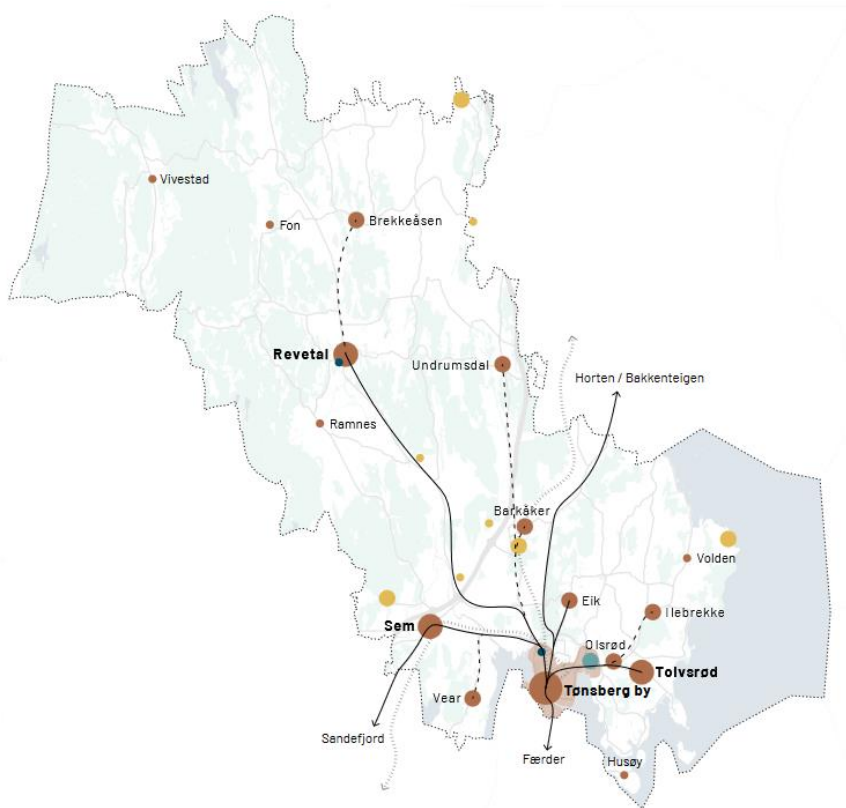 Vivestad
Fon
Brekkeåsen
Revetal
Undrumsdal
Horten / Bakkenteigen
Ramnes
Barkåker
Volden
Eik
Ilebrekke
Sem
Olsrød
Tolvsrød
Tønsberg by
Vear
Sandefjord
Færder
Husøy